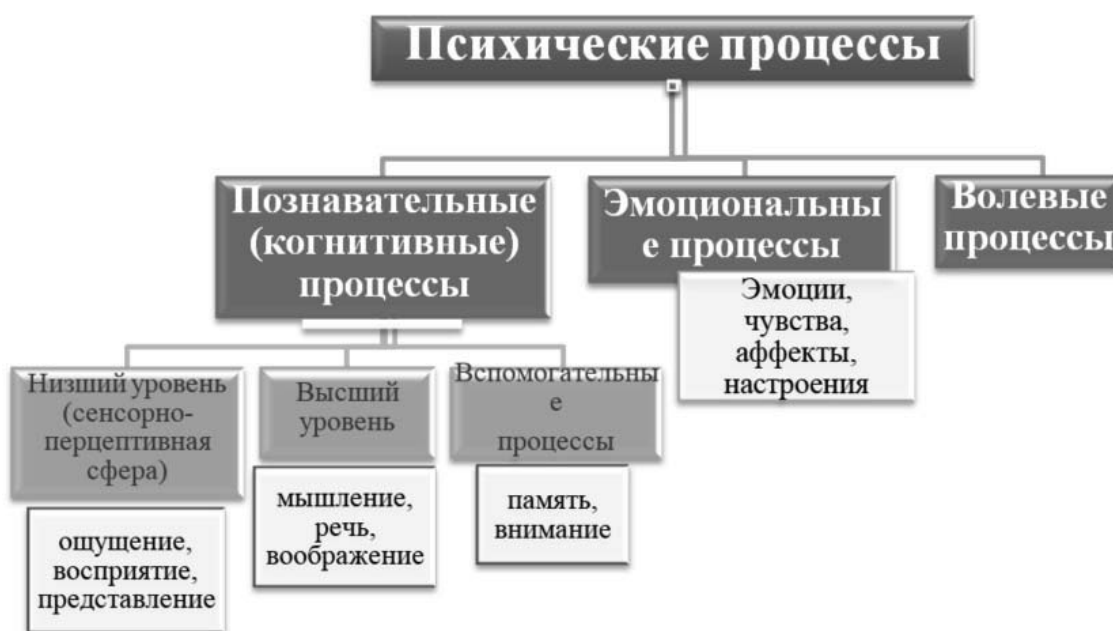 Психические процессы
Познавательные
(когнитивные)
процессы
Эмоциональны
е процессы
Волевые
процессы
Эмоции,
чувства,
аффекты,
настроения
Низший уровень
(сенсорно-
перцептивная
сфера)
Высший
уровень
Вспомогательны
е
процессы
ощущение,
восприятие,
представление
мышление,
речь,
воображение
память,
внимание